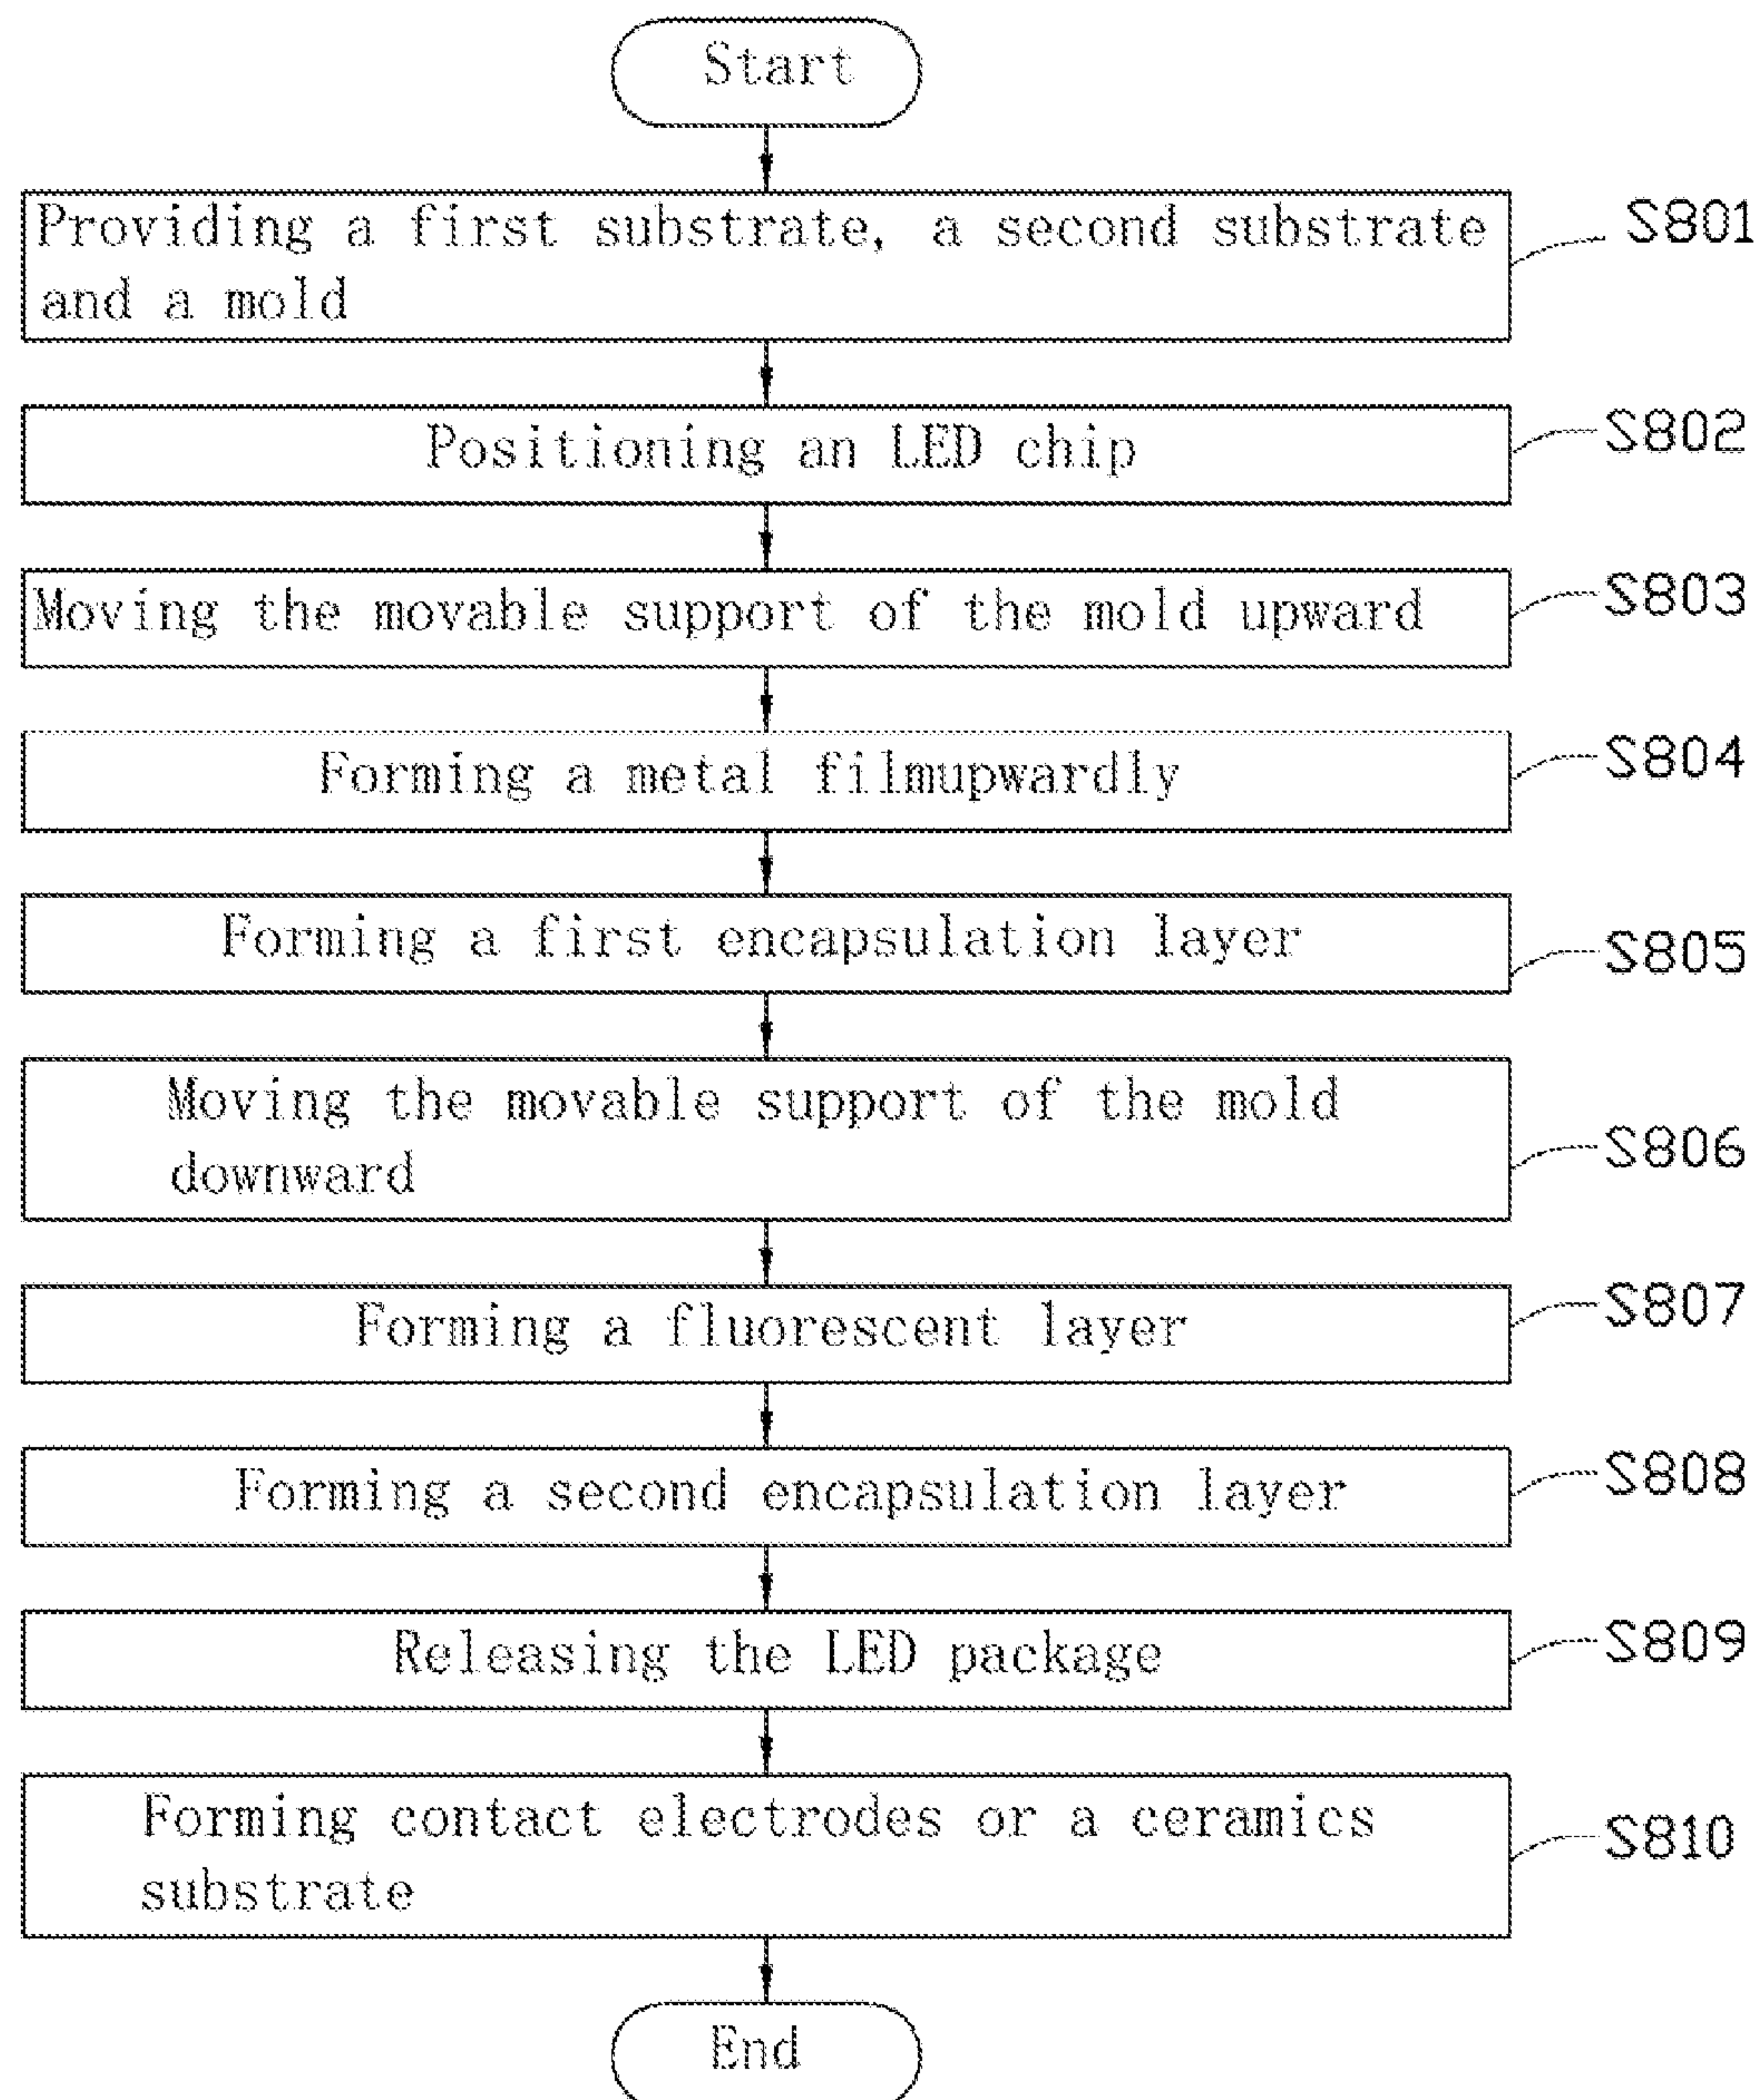 Start
Providing a first substrate, a second substrate
and a mold
S801
Positioning an LED chip
S802
Moving the movable support of the mold upward
S803
Forming a metal filmupwardly
S804
Forming a first encapsulation layer
S805
Moving the movable support of the mold
downward
S806
Forming a fluorescent layer
S807
Forming a second encapsulation layer
S808
Releasing the LED package
S809
Forming contact electrodes or a ceramics
substrate
S810
End